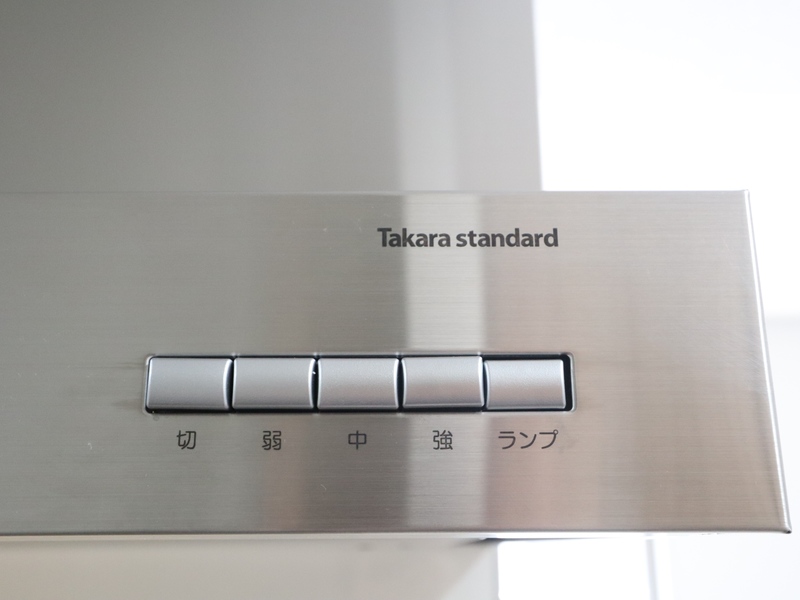 Takara standard
切 弱 中 強 ランプ